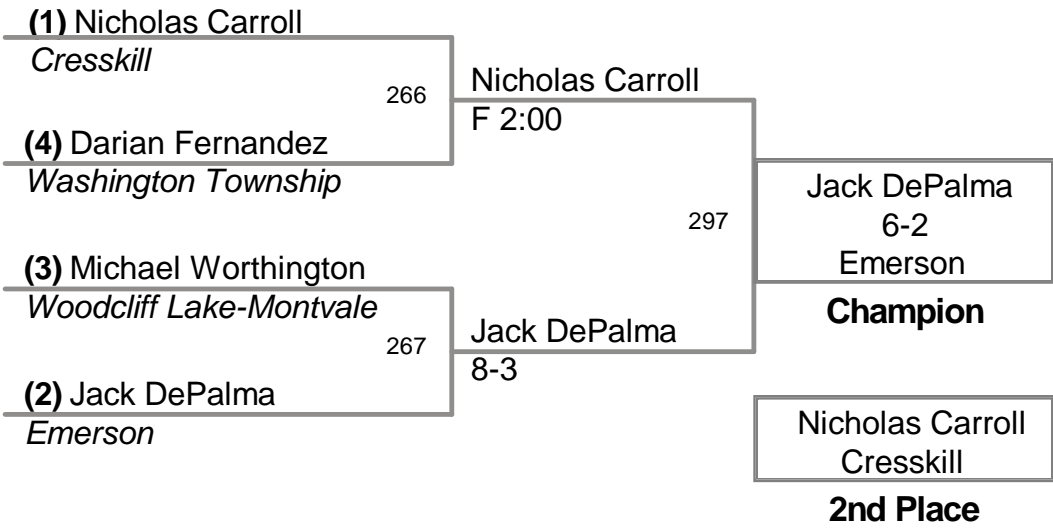 (1) Nicholas Carroll
Cresskill
266
(4) Darian Fernandez
Washington Township
(3) Michael Worthington
Woodcliff Lake-Montvale
267
(2) Jack DePalma
Emerson
Nicholas Carroll
F 2:00
297
Jack DePalma
8-3
Jack DePalma
6-2
Emerson
Champion
Nicholas Carroll
Cresskill
2nd Place